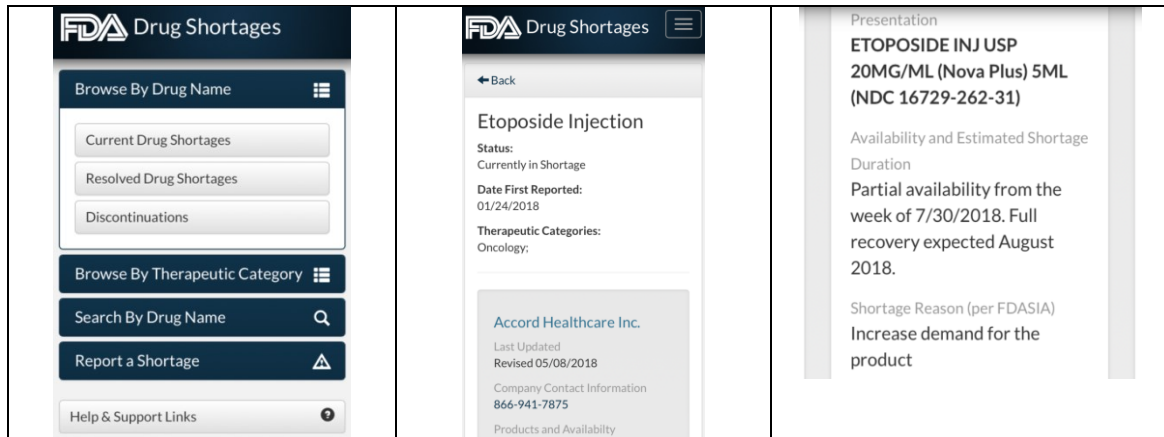 FDA Drug Shortages
Browse By Drug Name
Current Drug Shortages
Resolved Drug Shortages
Discontinuations
Browse By Therapeutic Category
Search By Drug Name
Report a Shortage
Help & Support Links
FDA Drug Shortages
Back
Etoposide Injection
Status:
Currently in Shortage
Date First Reported:
01/24/2018
Therapeutic Categories:
Oncology;
Accord Healthcare Inc.
Last Updated
Revised 05/08/2018
Company Contact Information
866-941-7875
Products and Availabilty
Presentation
ETOPOSIDE INJ USP
20MG/ML (Nova Plus) 5ML
(NDC 16729-262-31)
Availability and Estimated Shortage
Duration
Partial availability from the
week of 7/30/2018. Full
recovery expected August
2018.
Shortage Reason (per FDASIA)
Increase demand for the
product